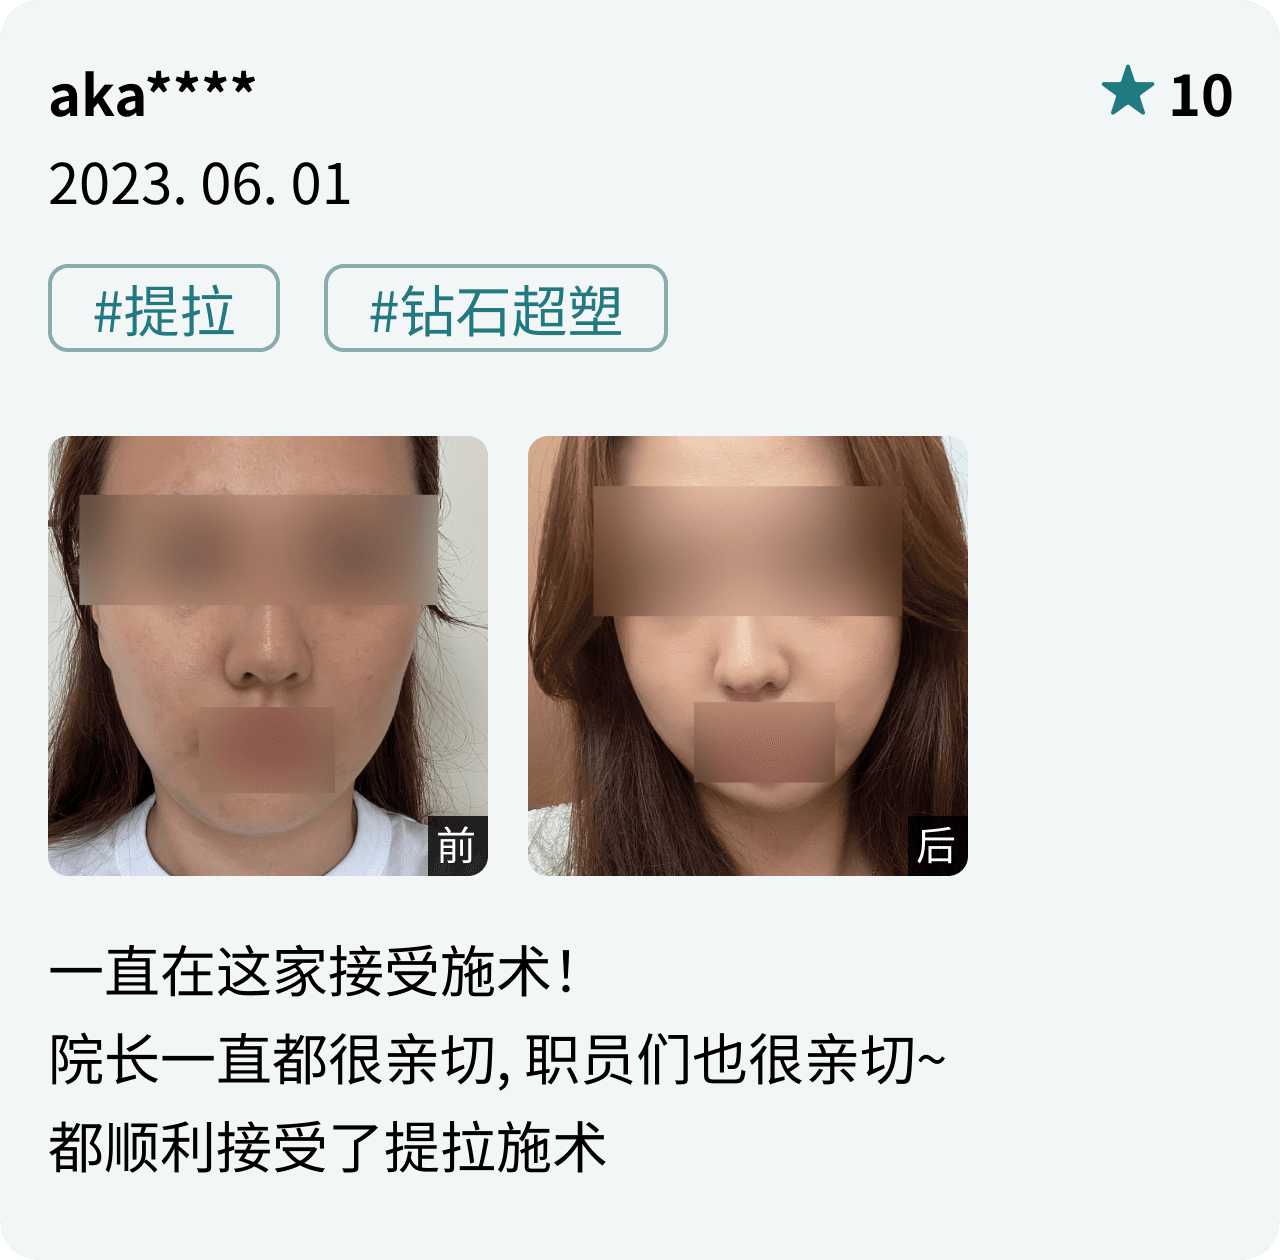 aka****
★ 10
2023. 06. 01
#提拉 #钻石超塑
前 后
一直在这家接受施术!
院长一直都很亲切, 职员们也很亲切~
都顺利接受了提拉施术